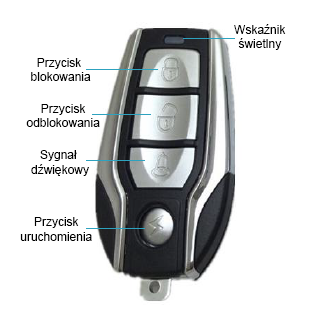 Wskaźnik
świetlny
Przycisk
blokowania
Przycisk
odblokowania
Sygnał
dźwiękowy
Przycisk
uruchomienia